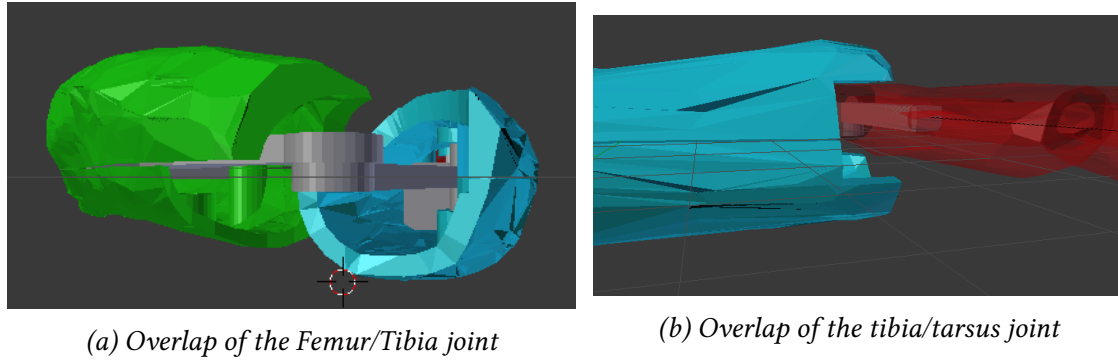 (a) Overlap of the Femur/Tibia joint
(b) Overlap of the tibia/tarsus joint